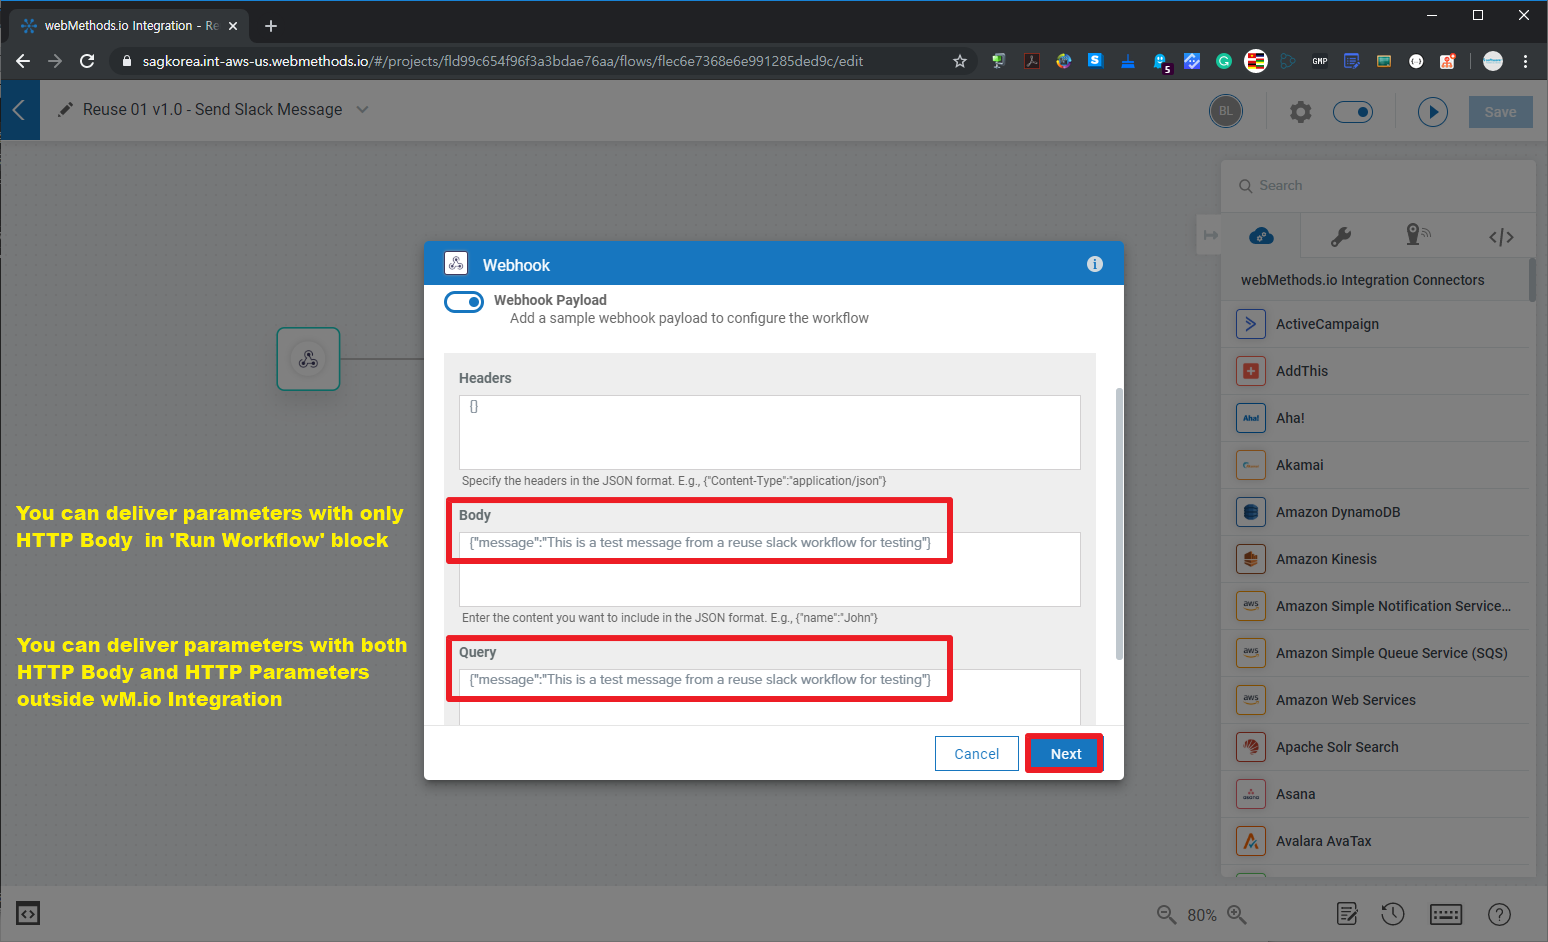 webMethods.io Integration - Re
sagkorea.int-aws-us.webmethods.io/#/projects/fld99c654f96f3a3bdae76aa/flows/flec6e7368e6e991285ded9c/edit
S
5
G
GMP
Reuse 01 v1.0 - Send Slack Message
BL
Save
Search
webMethods.io Integration Connectors
ActiveCampaign
AddThis
Aha!
Aha!
Akamai
Amazon DynamoDB
Amazon Kinesis
aws
Amazon Simple Notification Service...
aws
Amazon Simple Queue Service (SQS)
aws
Amazon Web Services
Apache Solr Search
asana
Asana
Avalara AvaTax
Webhook
Webhook Payload
Add a sample webhook payload to configure the workflow
Headers
{}
Specify the headers in the JSON format. E.g., {"Content-Type":"application/json"}
Body
{"message":"This is a test message from a reuse slack workflow for testing"}
Enter the content you want to include in the JSON format. E.g., {"name":"John"}
Query
{"message":"This is a test message from a reuse slack workflow for testing"}
Cancel
Next
You can deliver parameters with only
HTTP Body in 'Run Workflow' block
You can deliver parameters with both
HTTP Body and HTTP Parameters
outside wM.io Integration
80%